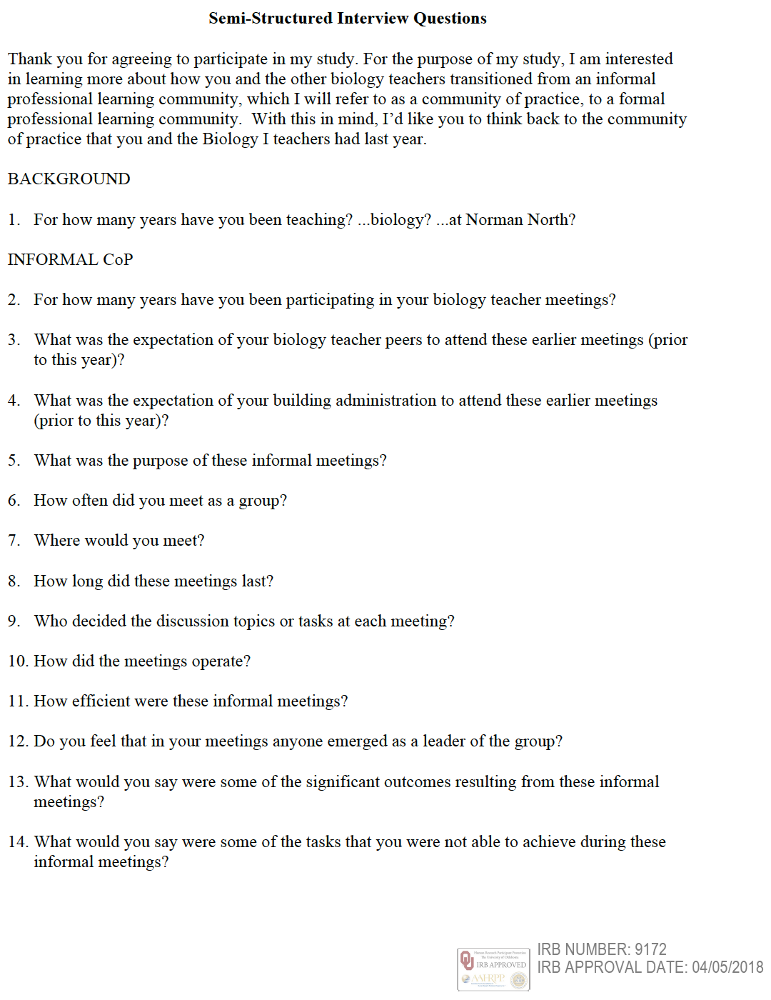 Semi-Structured Interview Questions
Thank you for agreeing to participate in my study. For the purpose of my study, I am interested
in learning more about how you and the other biology teachers transitioned from an informal
professional learning community, which I will refer to as a community of practice, to a formal
professional learning community.  With this in mind, I’d like you to think back to the community
of practice that you and the Biology I teachers had last year.
BACKGROUND
1. For how many years have you been teaching? ...biology? ...at Norman North?
INFORMAL CoP
2. For how many years have you been participating in your biology teacher meetings?
3. What was the expectation of your biology teacher peers to attend these earlier meetings (prior
to this year)?
4. What was the expectation of your building administration to attend these earlier meetings
(prior to this year)?
5. What was the purpose of these informal meetings?
6. How often did you meet as a group?
7. Where would you meet?
8. How long did these meetings last?
9. Who decided the discussion topics or tasks at each meeting?
10. How did the meetings operate?
11. How efficient were these informal meetings?
12. Do you feel that in your meetings anyone emerged as a leader of the group?
13. What would you say were some of the significant outcomes resulting from these informal
meetings?
14. What would you say were some of the tasks that you were not able to achieve during these
informal meetings?
Human Research Participant Protection
The University of Oklahoma
IRB APPROVED
AAHRPP
IRB NUMBER: 9172
IRB APPROVAL DATE: 04/05/2018